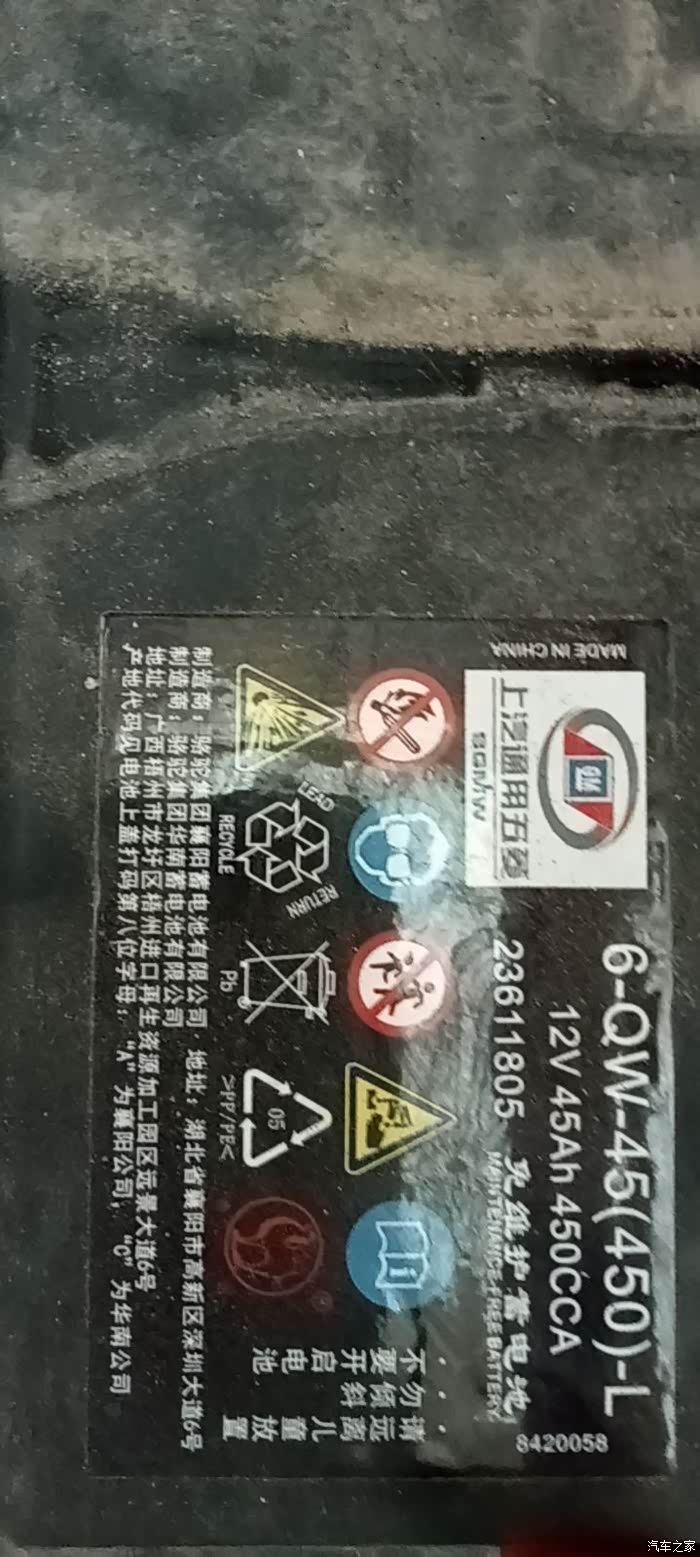 MADE IN CHINA
GM
上汽通用五菱
SGMW
6-QW-45(450)-L
12V 45Ah 450CCA
23611805
免维护蓄电池
MAINTENANCE-FREE BATTERY
8420058
LEAD
RETURN
RECYCLE
Pb
05
>PP/PE<
®
·不要开启电池
·勿倾斜
·请远离儿童放置
制造商：骆驼集团襄阳蓄电池有限公司 地址：湖北省襄阳市高新区深圳大道6号
制造商：骆驼集团华南蓄电池有限公司
地址：广西梧州市龙圩区梧州进口再生资源加工园区远景大道6号
产地代码见电池上盖打码第八位字母："A"为襄阳公司，"C"为华南公司
汽车之家